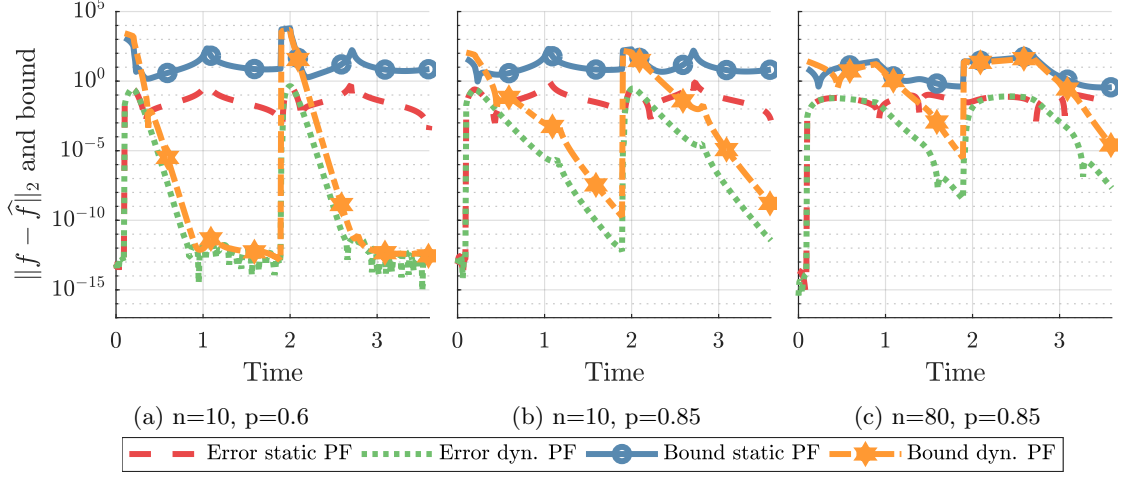 10^5
10^0
10^-5
10^-10
10^-15
||f − f̂||_2 and bound
0 1 2 3
0 1 2 3
0 1 2 3
Time Time Time
(a) n=10, p=0.6 (b) n=10, p=0.85 (c) n=80, p=0.85
Error static PF Error dyn. PF Bound static PF Bound dyn. PF